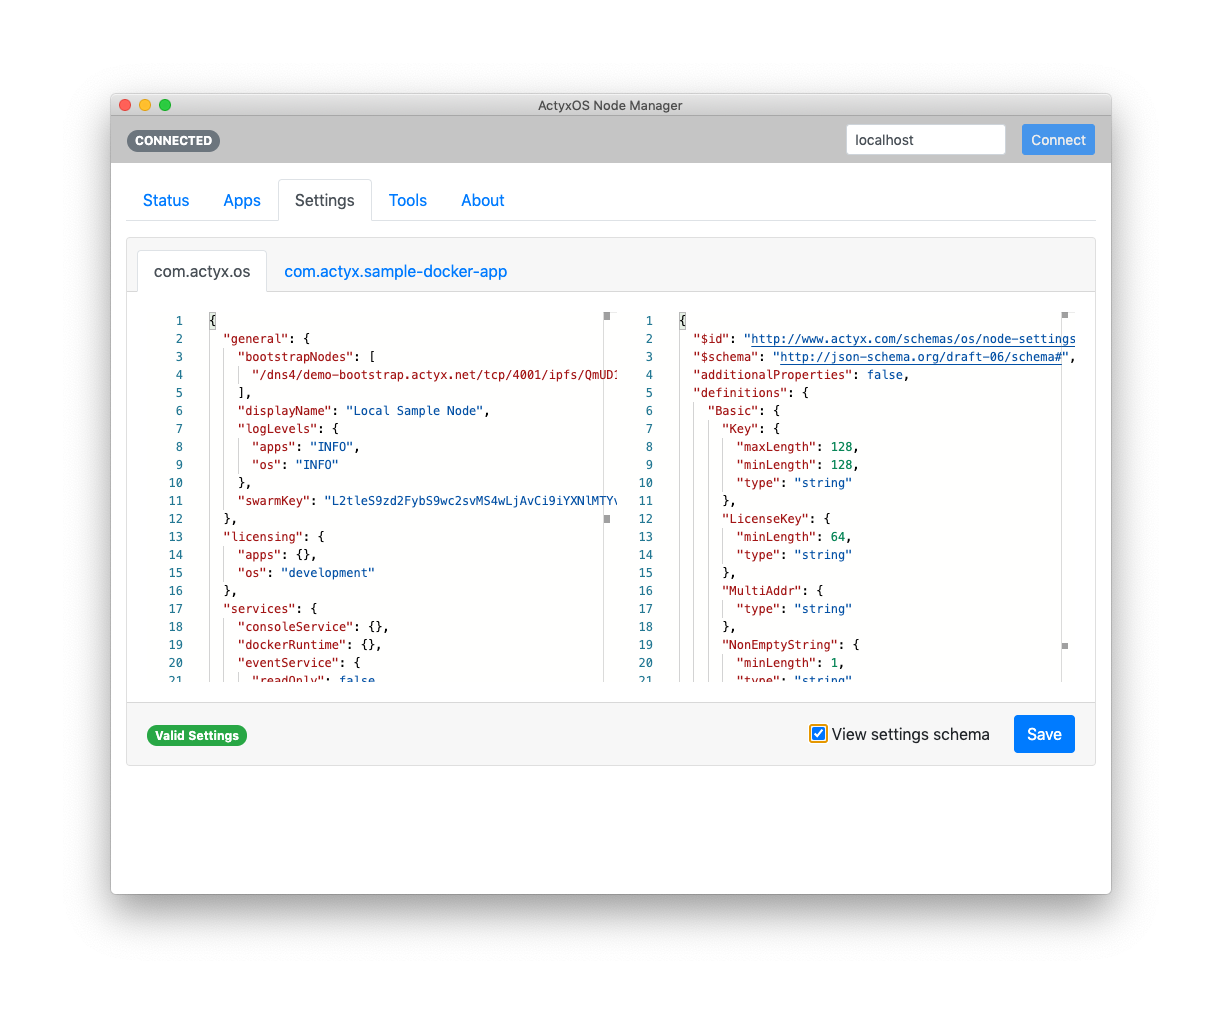 ActyxOS Node Manager
CONNECTED
localhost
Connect
Status
Apps
Settings
Tools
About
com.actyx.os
com.actyx.sample-docker-app
1 {
2 "general": {
3 "bootstrapNodes": [
4 "/dns4/demo-bootstrap.actyx.net/tcp/4001/ipfs/QmUD1
5 ],
6 "displayName": "Local Sample Node",
7 "logLevels": {
8 "apps": "INFO",
9 "os": "INFO"
10 },
11 "swarmKey": "L2tleS9zd2FybS9wc2svMS4wLjAvCi9iYXNlMTYv
12 },
13 "licensing": {
14 "apps": {},
15 "os": "development"
16 },
17 "services": {
18 "consoleService": {},
19 "dockerRuntime": {},
20 "eventService": {
21 "readOnly": false
1 {
2 "$id": "http://www.actyx.com/schemas/os/node-settings
3 "$schema": "http://json-schema.org/draft-06/schema#",
4 "additionalProperties": false,
5 "definitions": {
6 "Basic": {
7 "Key": {
8 "maxLength": 128,
9 "minLength": 128,
10 "type": "string"
11 },
12 "LicenseKey": {
13 "minLength": 64,
14 "type": "string"
15 },
16 "MultiAddr": {
17 "type": "string"
18 },
19 "NonEmptyString": {
20 "minLength": 1,
21 "type": "string"
Valid Settings
View settings schema
Save